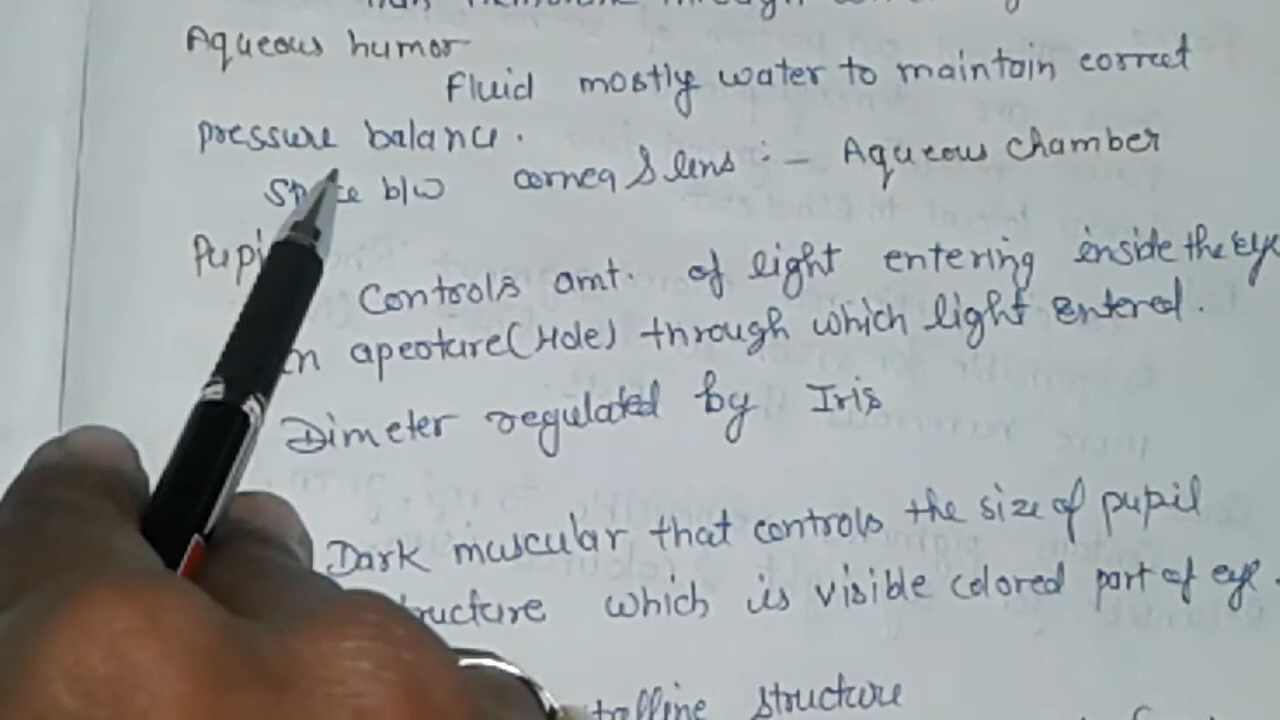 through
Aqueous humor
Fluid mostly water to maintain correct
pressure balance.
b/w cornea & lens :- Aqueous chamber
Controls amt. of light entering inside the eye
apeoture(Hole) through which light entered.
Dimeter regulated by Iris
Dark muscular that controls the size of pupil
which is visible colored part of eye.
structure